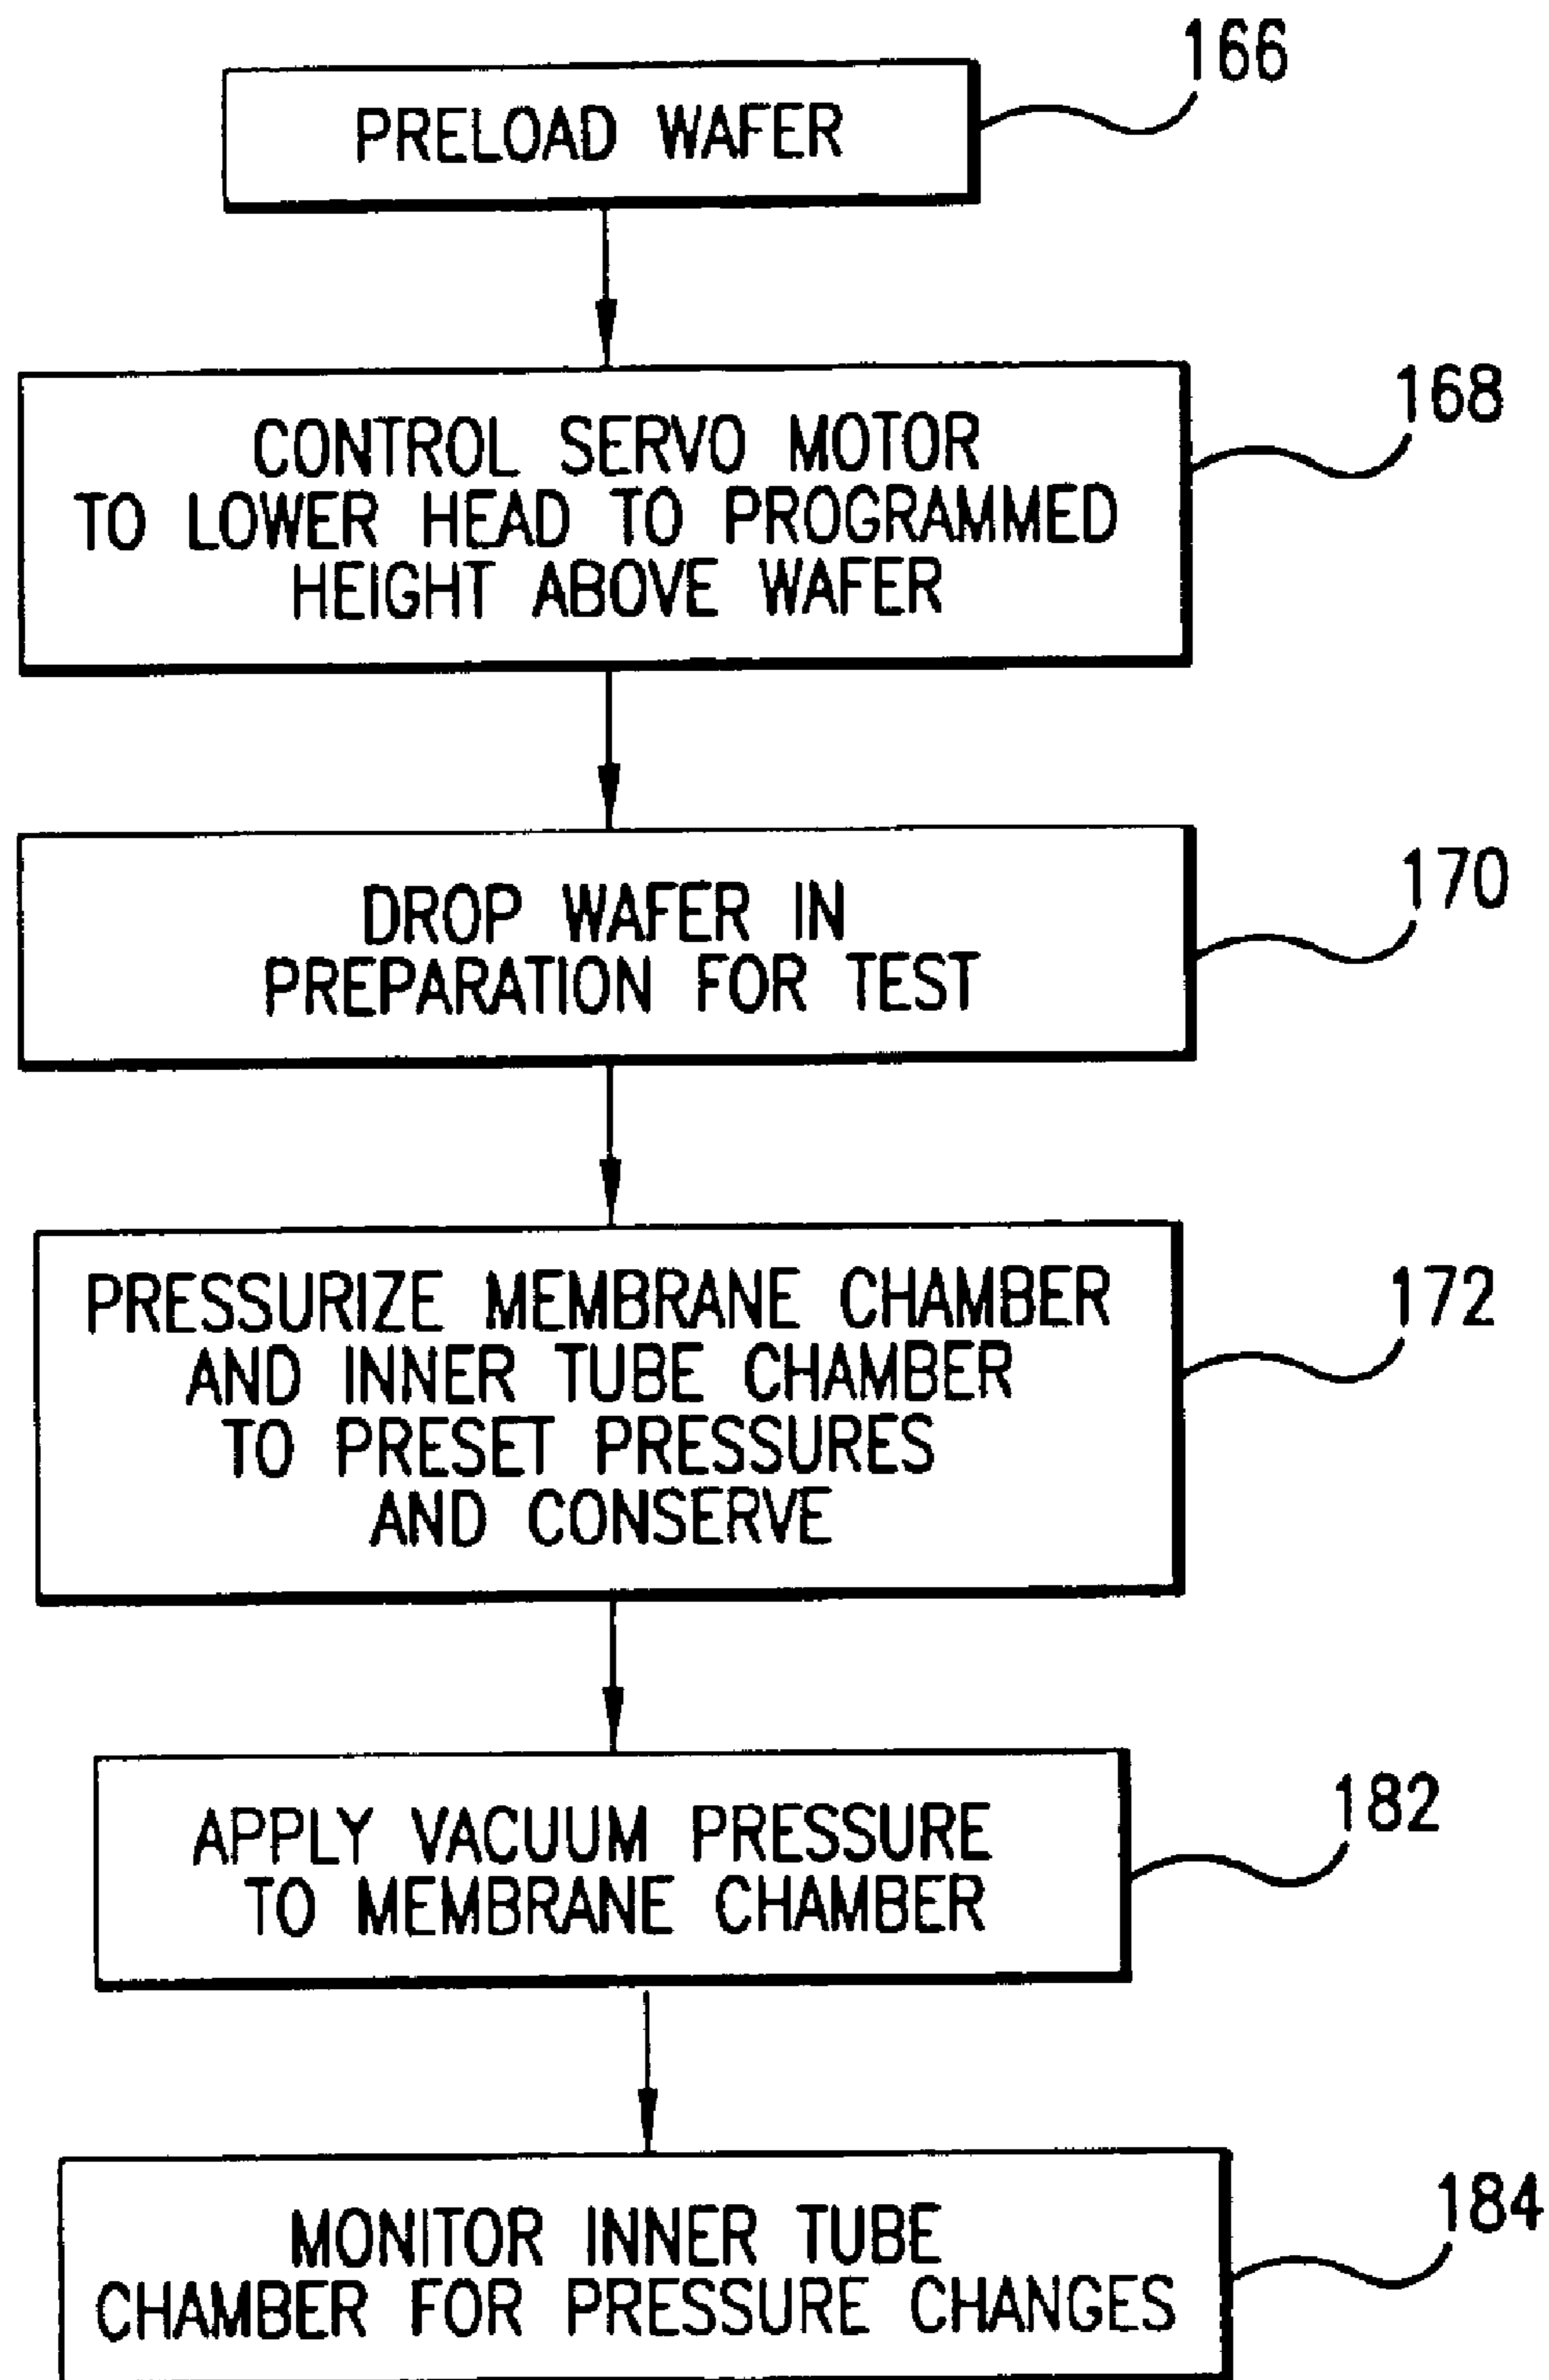 166
PRELOAD WAFER
168
CONTROL SERVO MOTOR
TO LOWER HEAD TO PROGRAMMED
HEIGHT ABOVE WAFER
170
DROP WAFER IN
PREPARATION FOR TEST
172
PRESSURIZE MEMBRANE CHAMBER
AND INNER TUBE CHAMBER
TO PRESET PRESSURES
AND CONSERVE
182
APPLY VACUUM PRESSURE
TO MEMBRANE CHAMBER
184
MONITOR INNER TUBE
CHAMBER FOR PRESSURE CHANGES